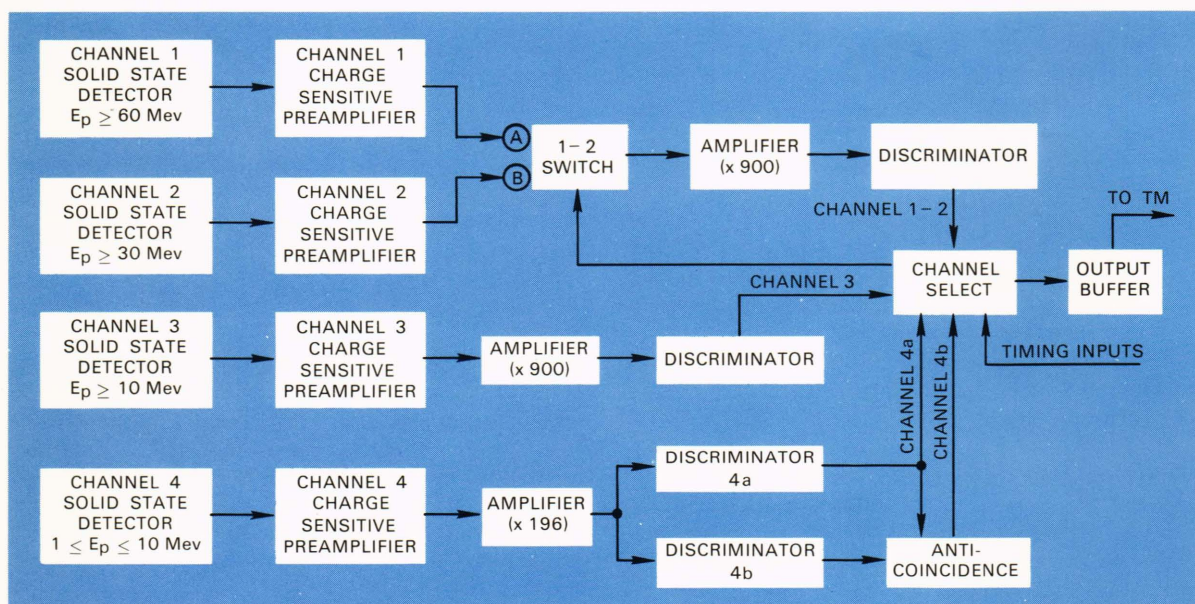 CHANNEL 1
SOLID STATE
DETECTOR
Ep ≥ 60 Mev
CHANNEL 1
CHARGE
SENSITIVE
PREAMPLIFIER
A
B
1-2
SWITCH
AMPLIFIER
(x 900)
DISCRIMINATOR
CHANNEL 1-2
TO TM
CHANNEL 2
SOLID STATE
DETECTOR
Ep ≥ 30 Mev
CHANNEL 2
CHARGE
SENSITIVE
PREAMPLIFIER
CHANNEL
SELECT
OUTPUT
BUFFER
CHANNEL 3
TIMING INPUTS
CHANNEL 3
SOLID STATE
DETECTOR
Ep ≥ 10 Mev
CHANNEL 3
CHARGE
SENSITIVE
PREAMPLIFIER
AMPLIFIER
(x 900)
DISCRIMINATOR
CHANNEL 4a
CHANNEL 4b
CHANNEL 4
SOLID STATE
DETECTOR
1 ≤ Ep ≤ 10 Mev
CHANNEL 4
CHARGE
SENSITIVE
PREAMPLIFIER
AMPLIFIER
(x 196)
DISCRIMINATOR
4a
DISCRIMINATOR
4b
ANTI-
COINCIDENCE